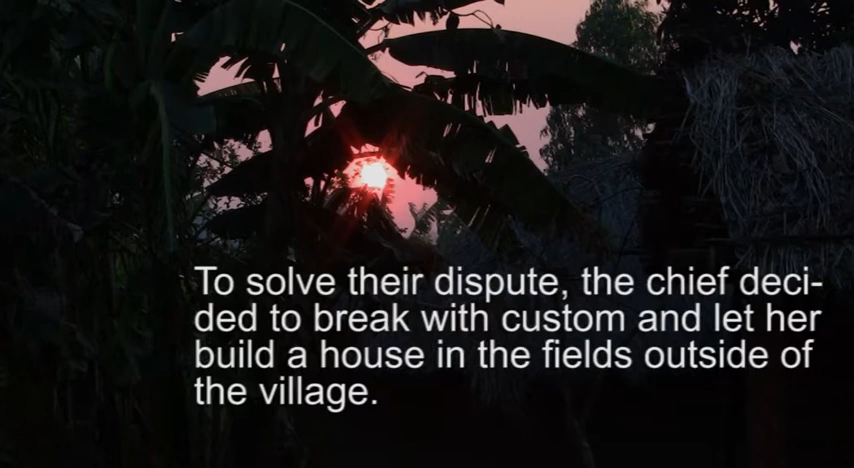 To solve their dispute, the chief deci-
ded to break with custom and let her
build a house in the fields outside of
the village.